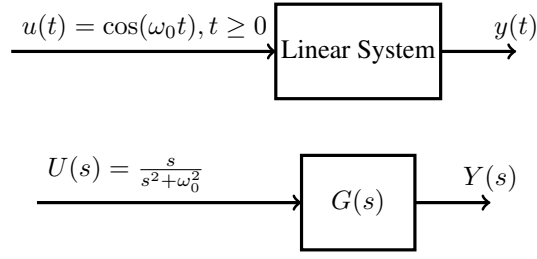 u(t) = cos(ω₀t), t ≥ 0 Linear System y(t)
U(s) = s/(s²+ω₀²) G(s) Y(s)